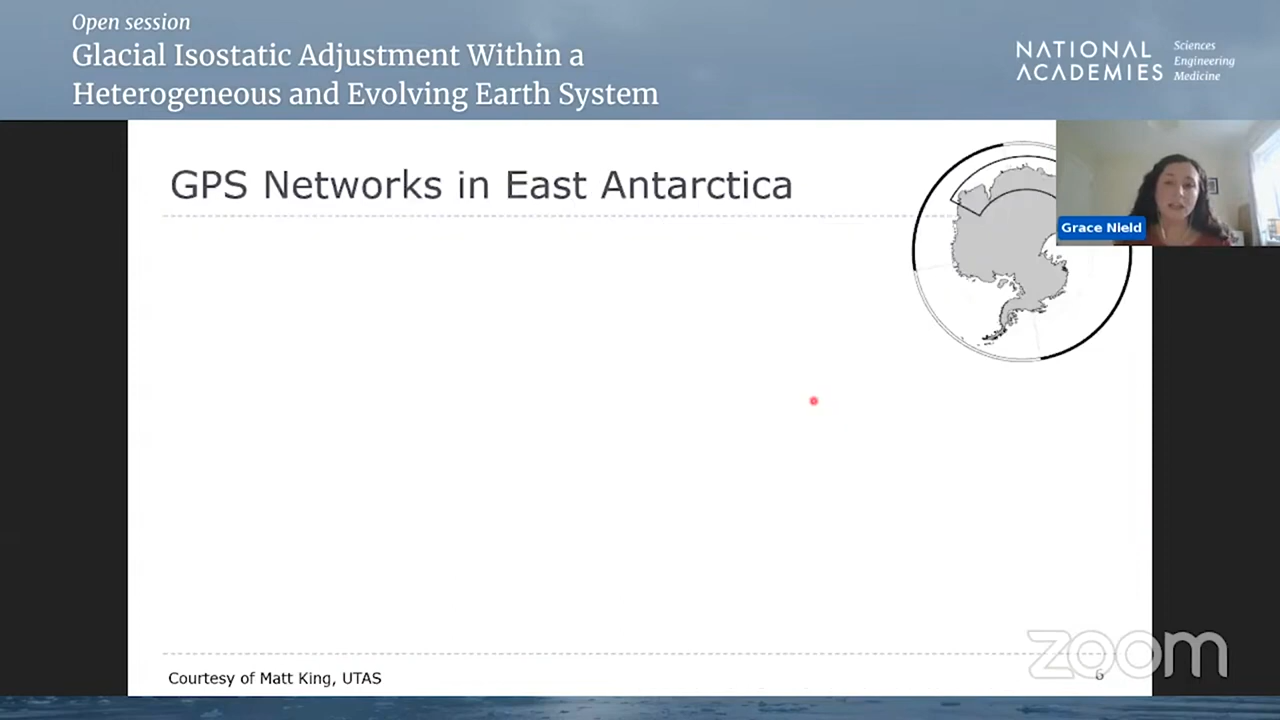 Open session
Glacial Isostatic Adjustment Within a
Heterogeneous and Evolving Earth System
NATIONAL
ACADEMIES
Sciences
Engineering
Medicine
GPS Networks in East Antarctica
Grace Nield
zoom
Courtesy of Matt King, UTAS
6